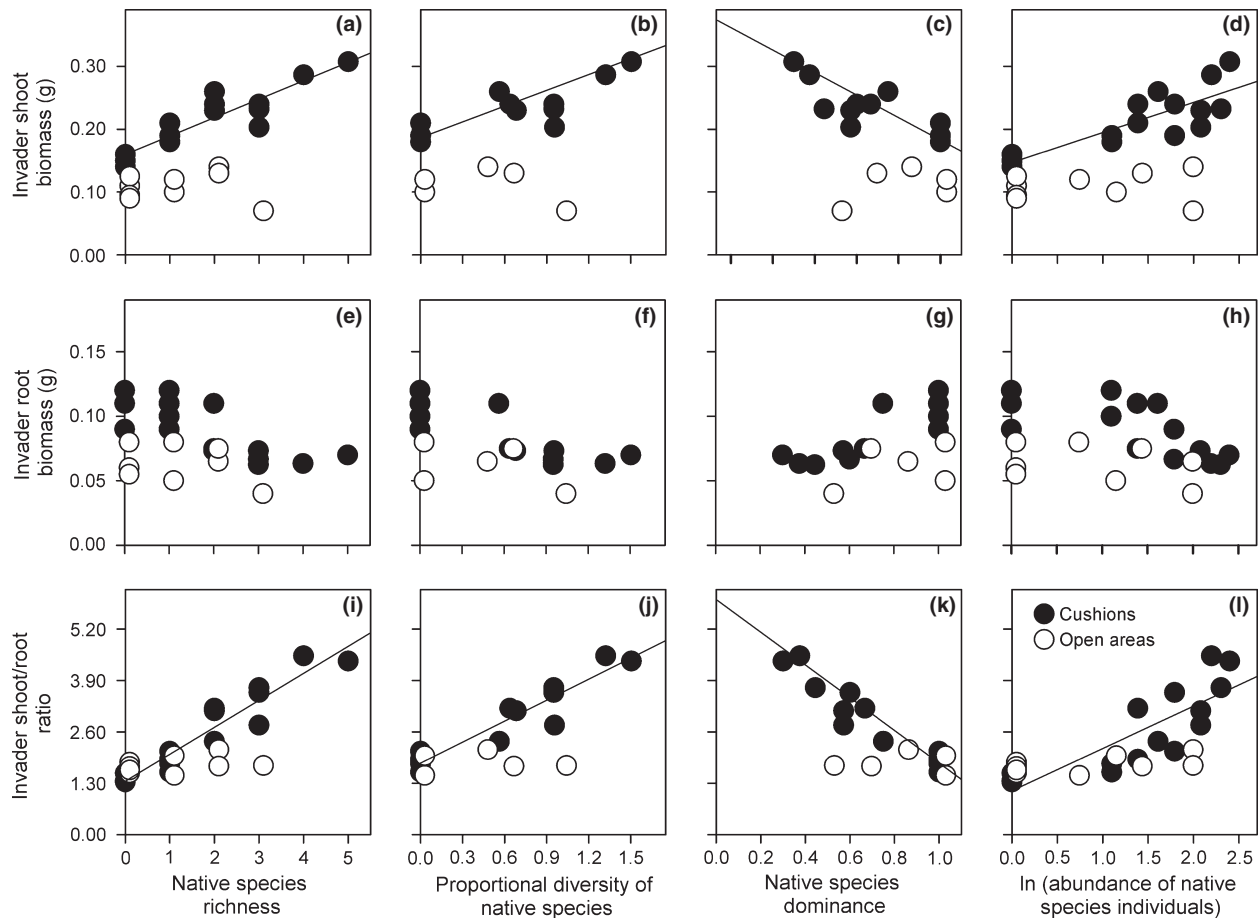 (a)
(b)
(c)
(d)
Invader shoot
biomass (g)
0.30
0.20
0.10
0.00
(e)
(f)
(g)
(h)
Invader root
biomass (g)
0.15
0.10
0.05
0.00
(i)
(j)
(k)
(l)
Cushions
Open areas
Invader shoot/root
ratio
5.20
3.90
2.60
1.30
0.00
0 1 2 3 4 5
0.0 0.3 0.6 0.9 1.2 1.5
0.0 0.2 0.4 0.6 0.8 1.0
0.0 0.5 1.0 1.5 2.0 2.5
Native species
richness
Proportional diversity of
native species
Native species
dominance
ln (abundance of native
species individuals)